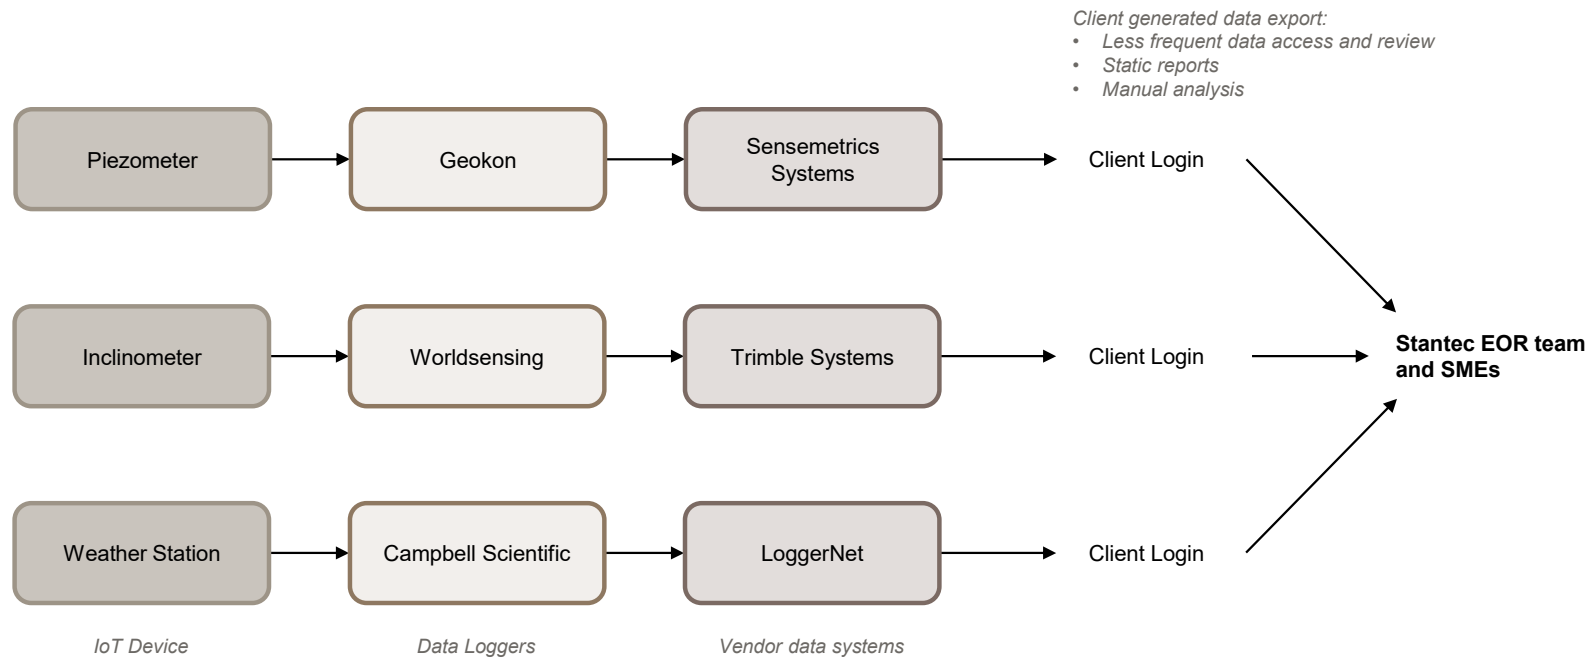 Client generated data export:
• Less frequent data access and review
• Static reports
• Manual analysis
Piezometer
Geokon
Sensemetrics
Systems
Client Login
Inclinometer
Worldsensing
Trimble Systems
Client Login
Stantec EOR team
and SMEs
Weather Station
Campbell Scientific
LoggerNet
Client Login
IoT Device
Data Loggers
Vendor data systems